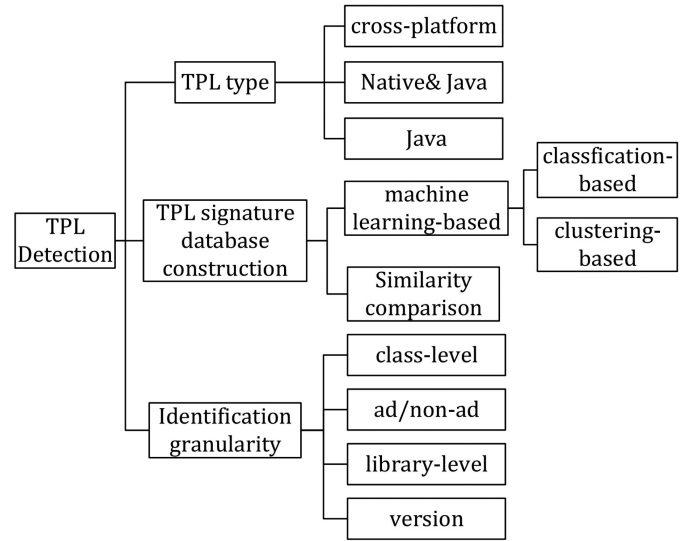 cross-platform
TPL type
Native& Java
Java
classfication-
based
machine
learning-based
TPL signature
database
construction
TPL
Detection
clustering-
based
Similarity
comparison
class-level
ad/non-ad
Identification
granularity
library-level
version